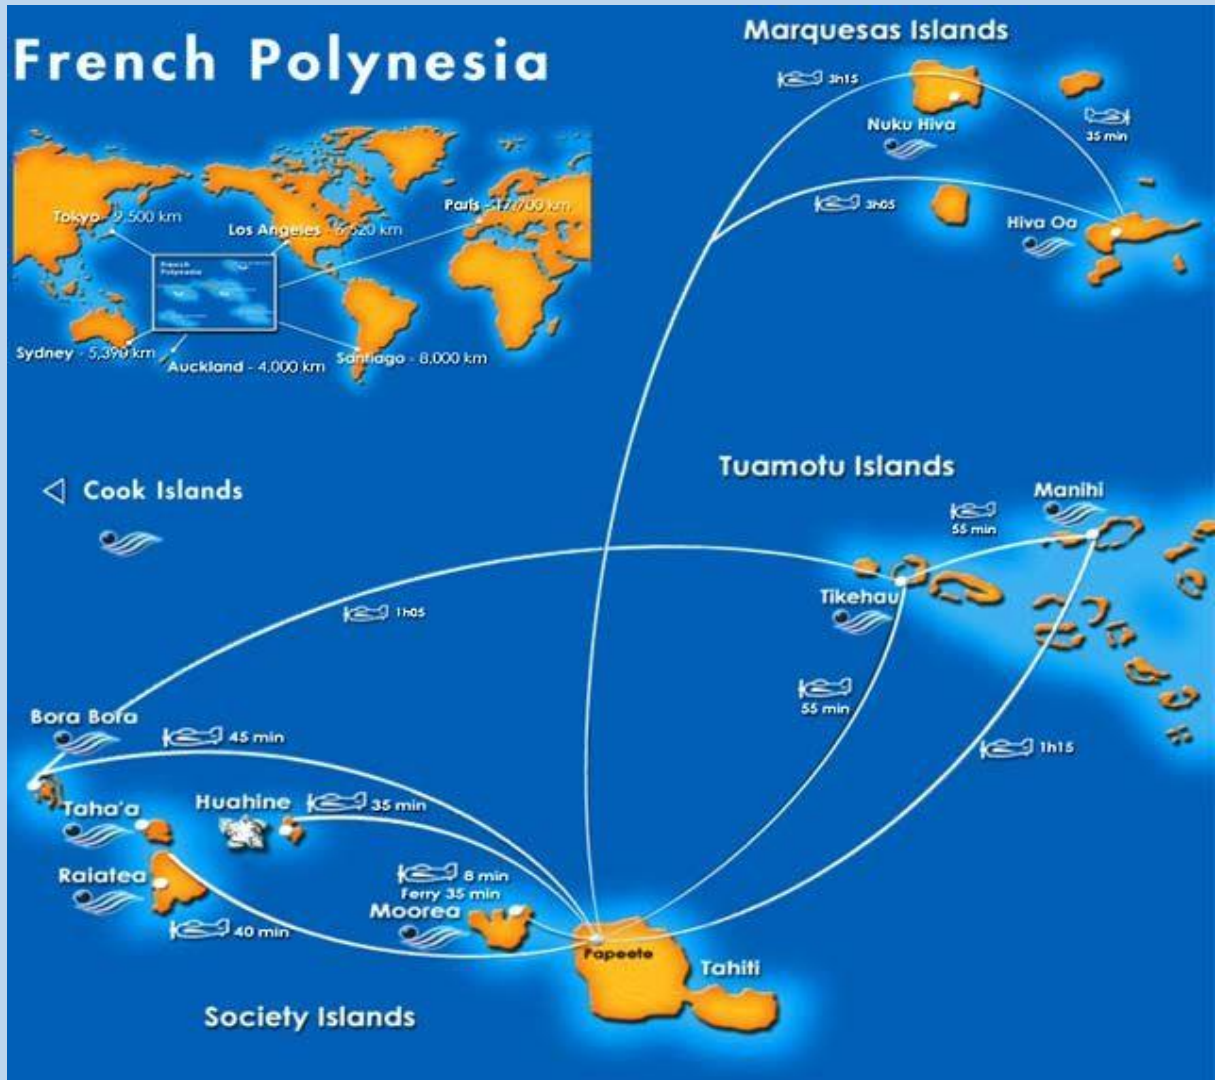 French Polynesia
Marquesas Islands
3h15
Nuku Hiva
35 min
3h05
Hiva Oa
Tokyo - 9,500 km
Los Angeles - 6,520 km
Paris - 17,700 km
French
Polynesia
Sydney - 5,390 km
Auckland - 4,000 km
Santiago - 8,000 km
Cook Islands
Tuamotu Islands
Manihi
55 min
Tikehau
1h05
55 min
1h15
Bora Bora
45 min
Taha'a
Huahine
35 min
Raiatea
8 min
Ferry 35 min
Moorea
40 min
Papeete
Tahiti
Society Islands